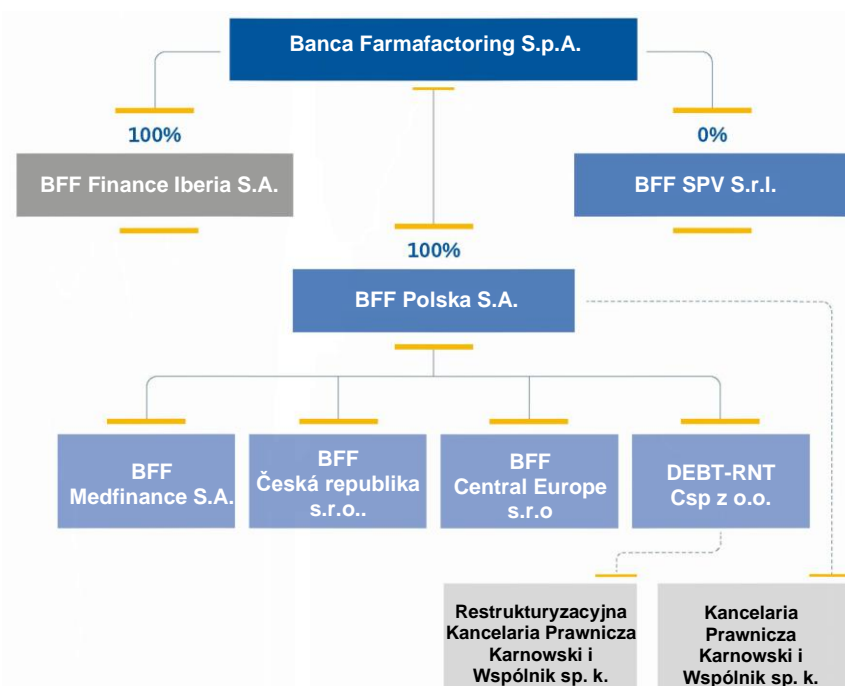 Banca Farmafactoring S.p.A.
100%
0%
BFF Finance Iberia S.A.
BFF SPV S.r.l.
100%
BFF Polska S.A.
BFF
Medfinance S.A.
BFF
Česká republika
s.r.o..
BFF
Central Europe
s.r.o
DEBT-RNT
Csp z o.o.
Restrukturyzacyjna
Kancelaria Prawnicza
Karnowski i
Wspólnik sp. k.
Kancelaria
Prawnicza
Karnowski i
Wspólnik sp. k.